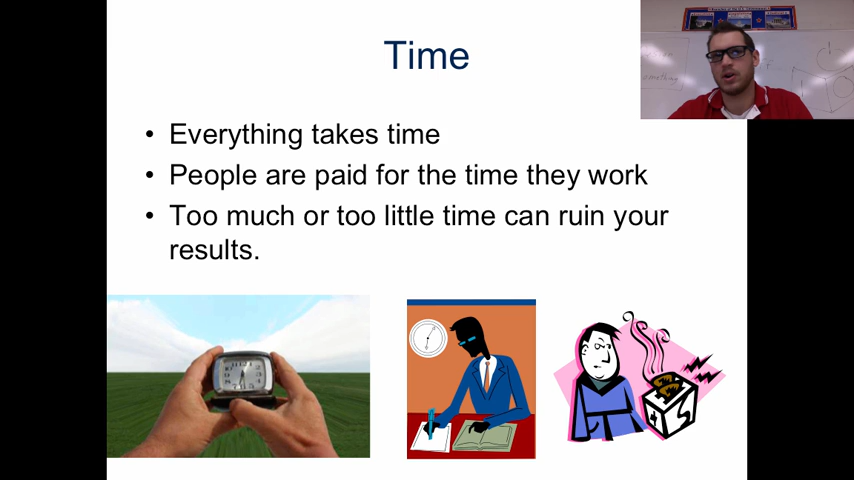 Time
• Everything takes time
• People are paid for the time they work
• Too much or too little time can ruin your
results.
something